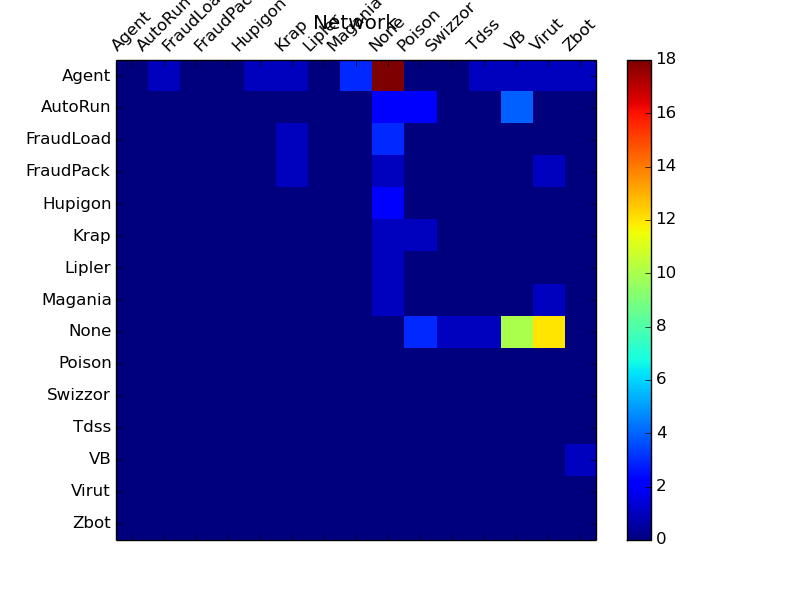 Network
Agent
AutoRun
FraudLoad
FraudPack
Hupigon
Krap
Lipler
Magania
None
Poison
Swizzor
Tdss
VB
Virut
Zbot
Agent
AutoRun
FraudLoad
FraudPack
Hupigon
Krap
Lipler
Magania
None
Poison
Swizzor
Tdss
VB
Virut
Zbot
18
16
14
12
10
8
6
4
2
0